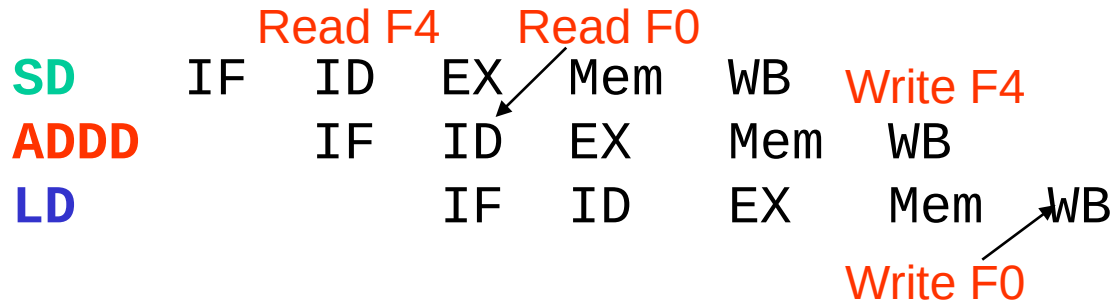 Read F4 Read F0
SD IF ID EX Mem WB
Write F4
ADDD IF ID EX Mem WB
LD IF ID EX Mem WB
Write F0